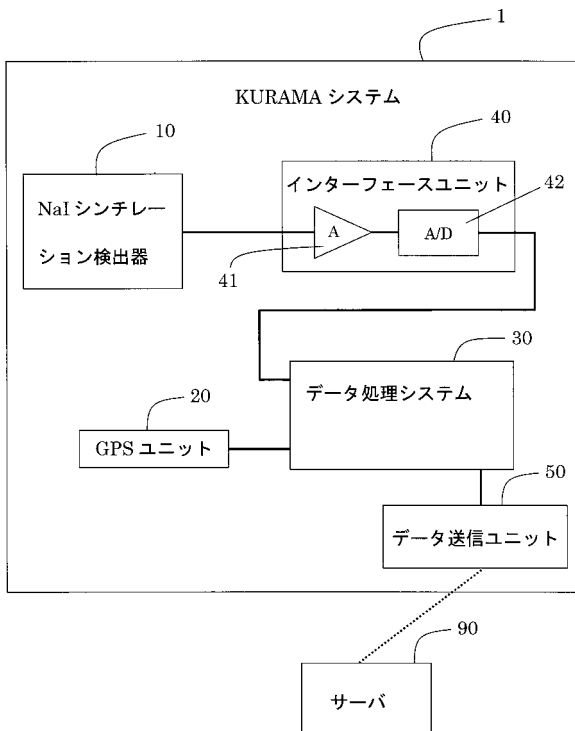 1
KURAMA システム
10
40
NaI シンチレー
ション検出器
インターフェースユニット
42
A
A/D
41
30
データ処理システム
20
GPS ユニット
50
データ送信ユニット
90
サーバ